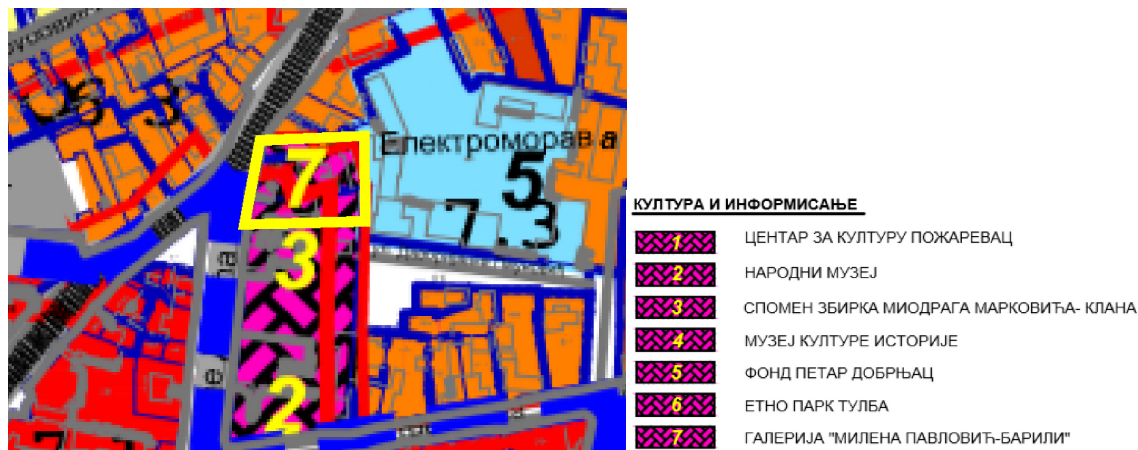 7
Електроморава
5
7.3
3
3
2
7
КУЛТУРА И ИНФОРМИСАЊЕ
1 ЦЕНТАР ЗА КУЛТУРУ ПОЖАРЕВАЦ
2 НАРОДНИ МУЗЕЈ
3 СПОМЕН ЗБИРКА МИОДРАГА МАРКОВИЋА- КЛАНА
4 МУЗЕЈ КУЛТУРЕ ИСТОРИЈЕ
5 ФОНД ПЕТАР ДОБРЊАЦ
6 ЕТНО ПАРК ТУЛБА
7 ГАЛЕРИЈА "МИЛЕНА ПАВЛОВИЋ-БАРИЛИ"